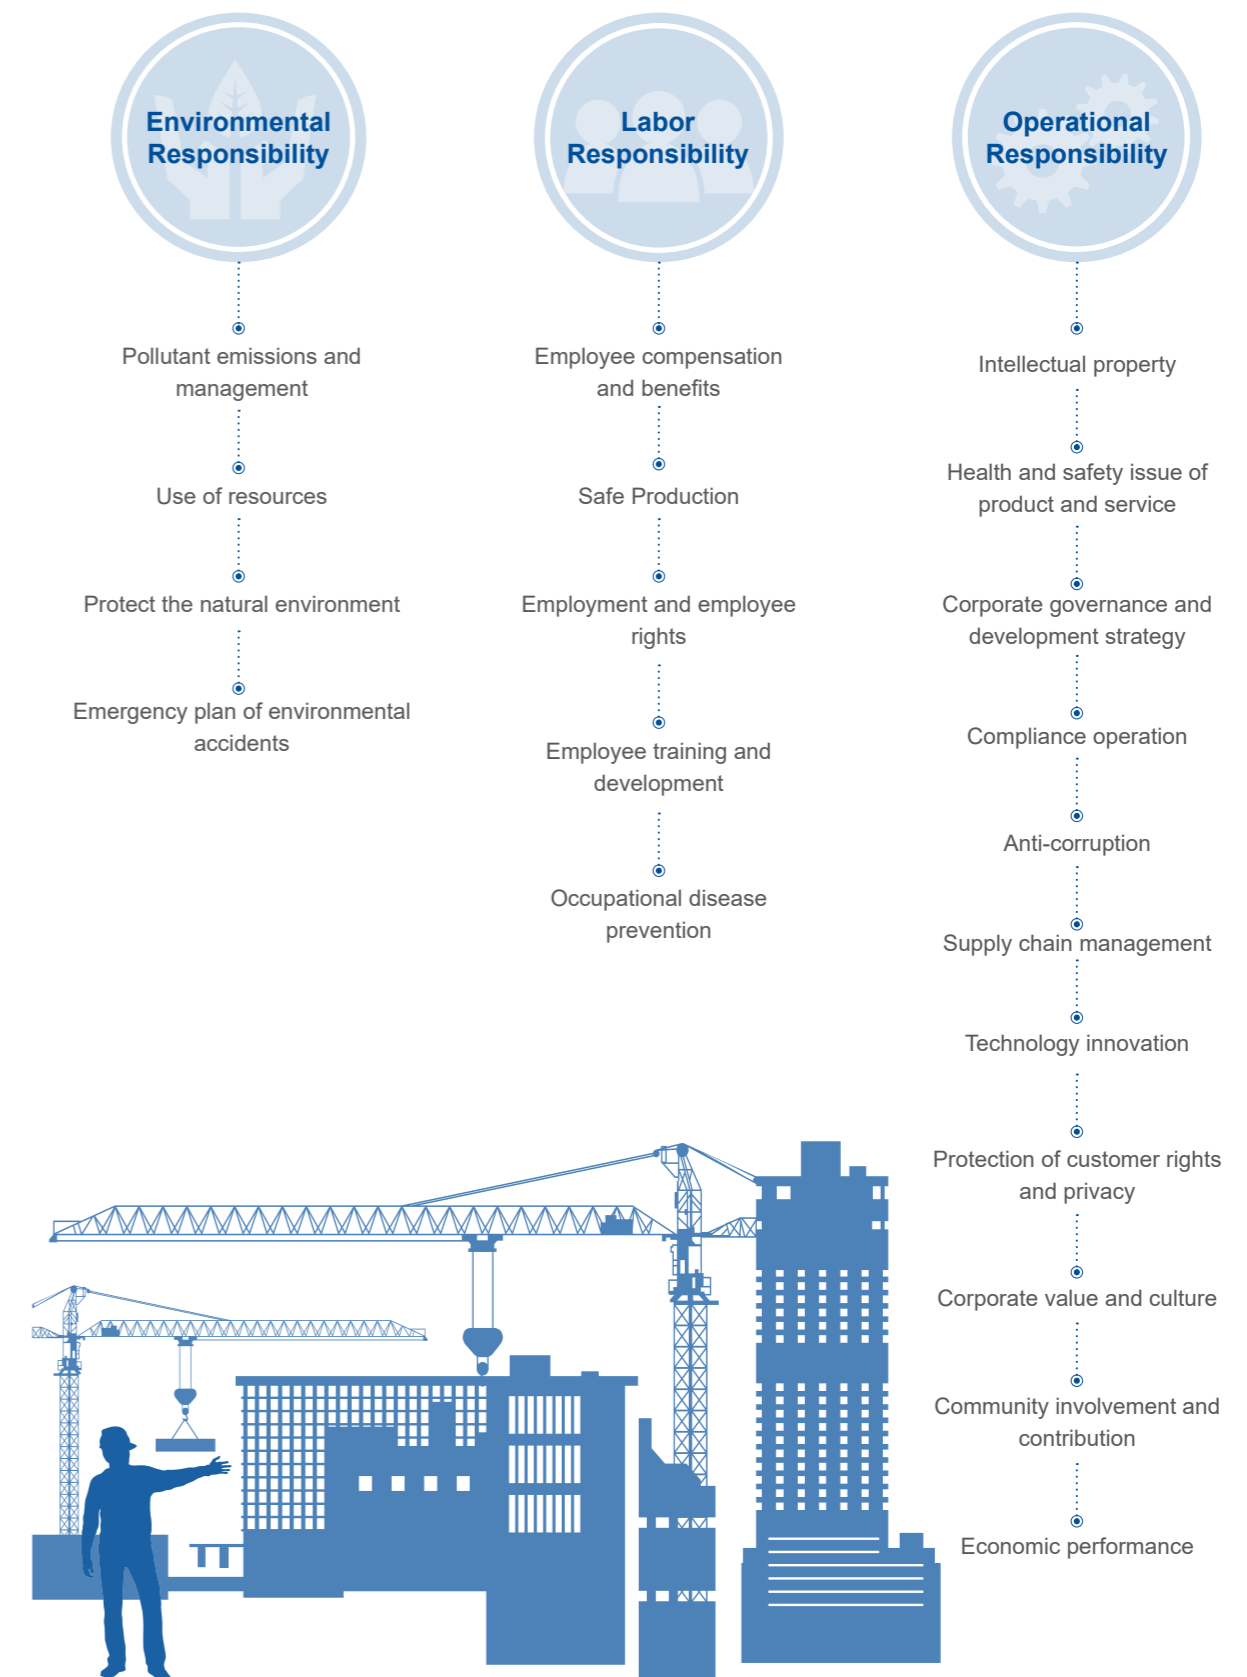 Environmental
Responsibility
Pollutant emissions and
management
Use of resources
Protect the natural environment
Emergency plan of environmental
accidents
Labor
Responsibility
Employee compensation
and benefits
Safe Production
Employment and employee
rights
Employee training and
development
Occupational disease
prevention
Operational
Responsibility
Intellectual property
Health and safety issue of
product and service
Corporate governance and
development strategy
Compliance operation
Anti-corruption
Supply chain management
Technology innovation
Protection of customer rights
and privacy
Corporate value and culture
Community involvement and
contribution
Economic performance